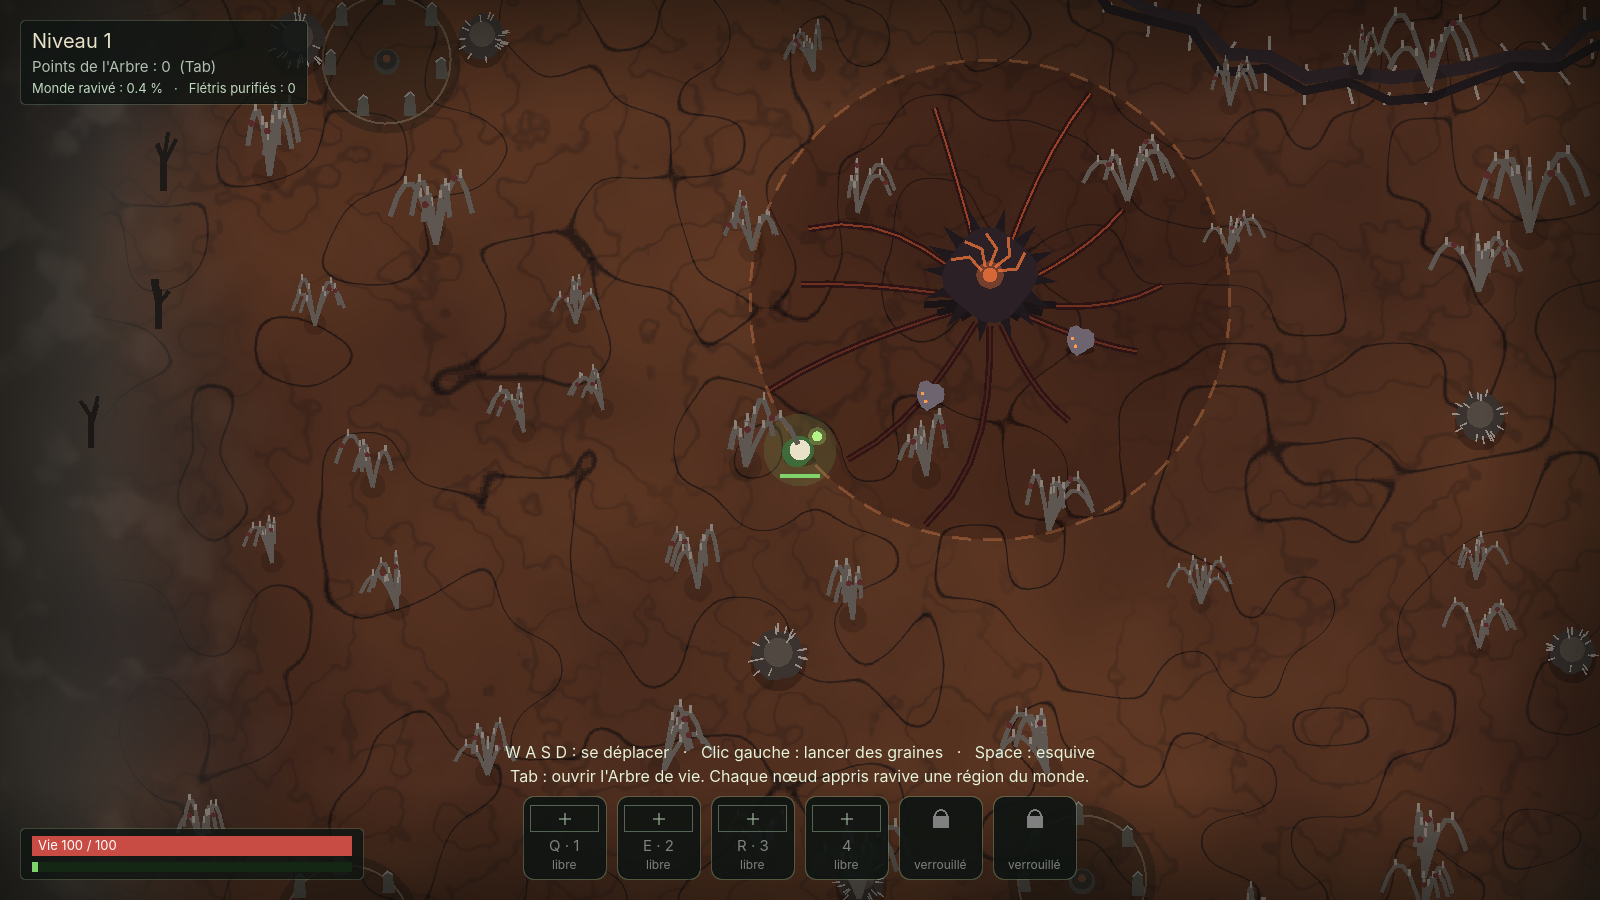 Niveau 1
Points de l'Arbre : 0  (Tab)
Monde ravivé : 0.4 %  ·  Flétris purifiés : 0
W A S D : se déplacer  ·  Clic gauche : lancer des graines  ·  Space : esquive
Tab : ouvrir l'Arbre de vie. Chaque nœud appris ravive une région du monde.
Vie 100 / 100
Q · 1
libre
E · 2
libre
R · 3
libre
4
libre
verrouillé
verrouillé